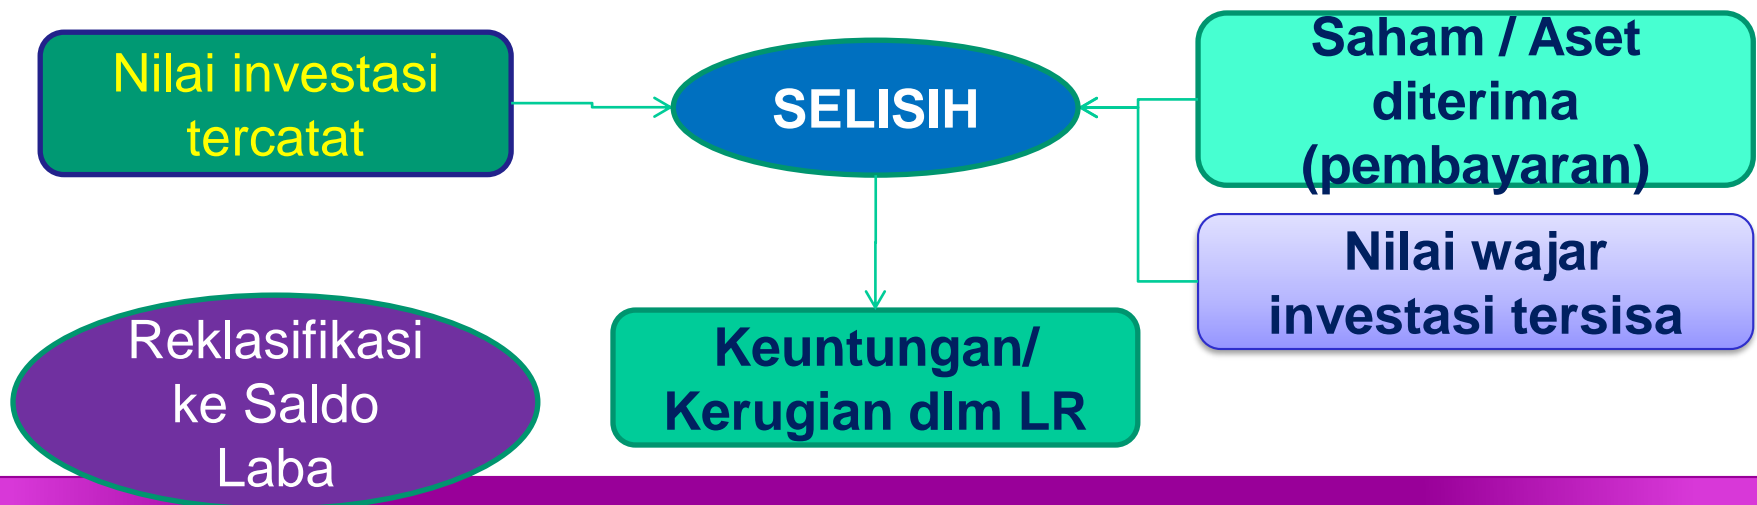 Nilai investasi
tercatat
SELISIH
Saham / Aset
diterima
(pembayaran)
Nilai wajar
investasi tersisa
Keuntungan/
Kerugian dlm LR
Reklasifikasi
ke Saldo
Laba